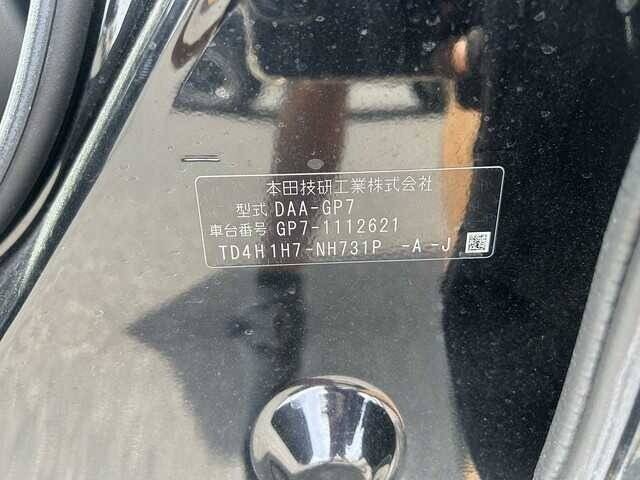 本田技研工業株式会社
型式 DAA-GP7
車台番号 GP7-1112621
TD4H1H7-NH731P -A-J